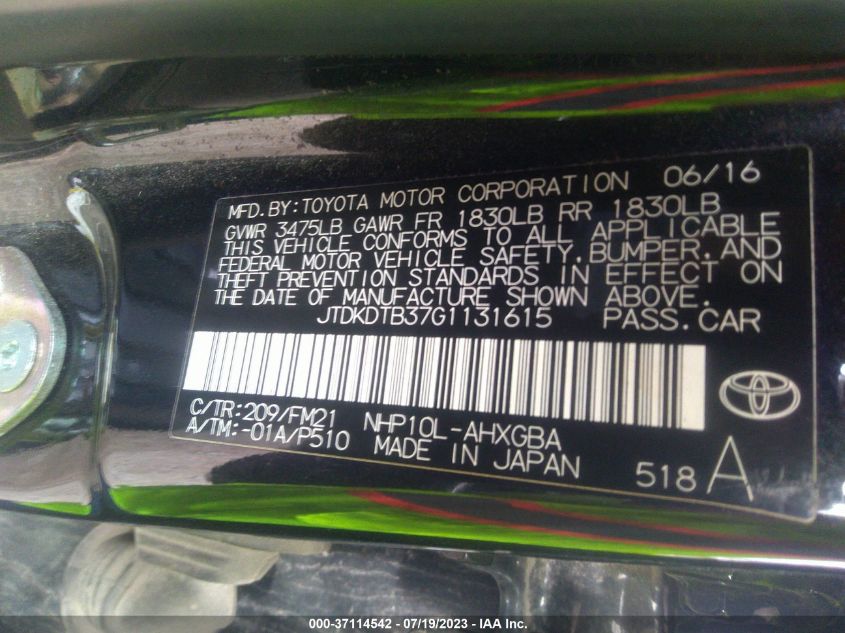 MFD.BY:TOYOTA MOTOR CORPORATION 06/16
GVWR 3475LB GAWR FR 1830LB RR 1830LB
THIS VEHICLE CONFORMS TO ALL APPLICABLE
FEDERAL MOTOR VEHICLE SAFETY,BUMPER,AND
THEFT PREVENTION STANDARDS IN EFFECT ON
THE DATE OF MANUFACTURE SHOWN ABOVE.
JTDKDTB37G1131615 PASS.CAR
C/TR:209/FM21 NHP10L-AHXGBA
A/TM:-01A/P510 MADE IN JAPAN
518 A
000-37114542 - 07/19/2023 - IAA Inc.